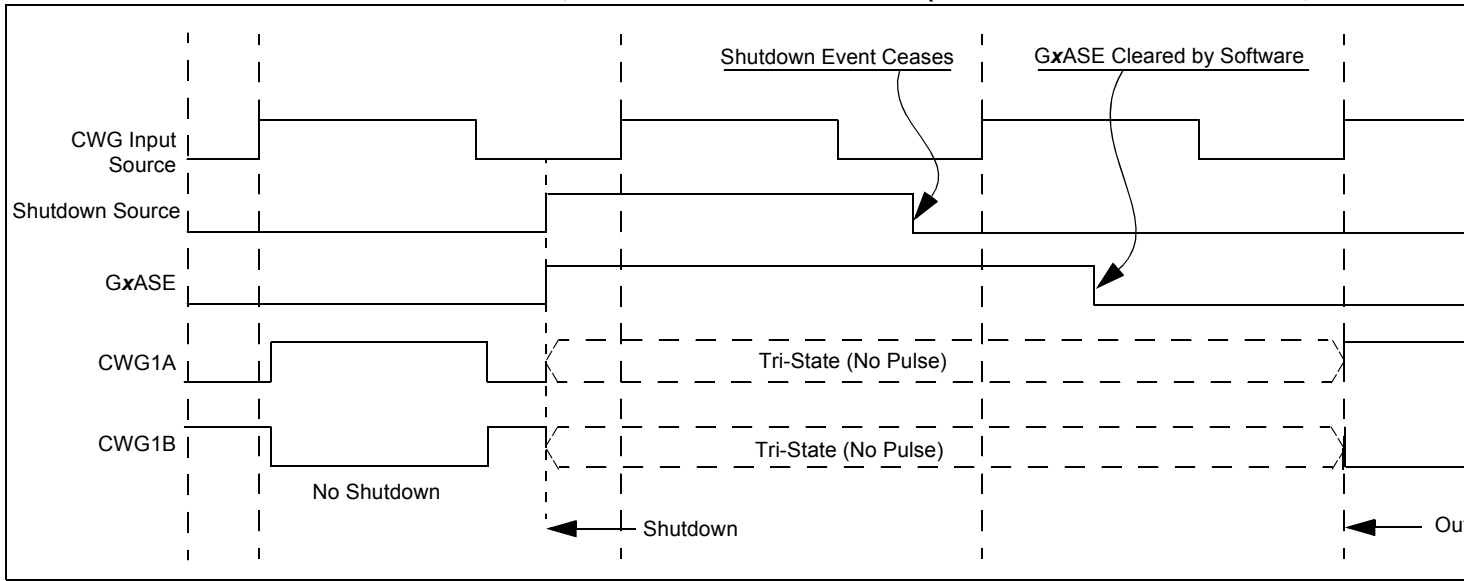 Shutdown Event Ceases
GxASE Cleared by Software
CWG Input
Source
Shutdown Source
GxASE
CWG1A
Tri-State (No Pulse)
CWG1B
Tri-State (No Pulse)
No Shutdown
Shutdown